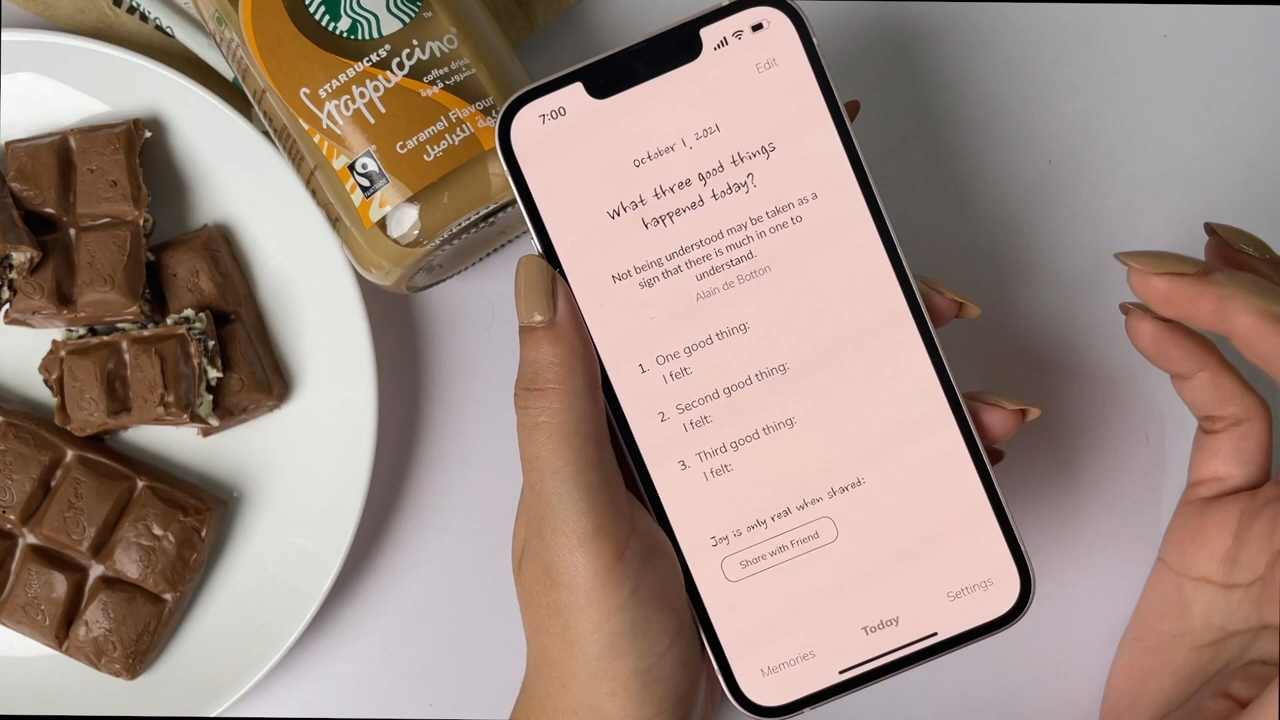 STARBUCKS®
frappuccino®
coffee drink
مشروب قهوة
Caramel Flavour
بنكهة الكراميل
FAIRTRADE
TM
7:00
Edit
October 1, 2021
What three good things
happened today?
Not being understood may be taken as a
sign that there is much in one to
understand.
Alain de Botton
1. One good thing:
I felt:
2. Second good thing:
I felt:
3. Third good thing:
I felt:
Joy is only real when shared:
Share with Friend
Memories
Today
Settings
Cadbury